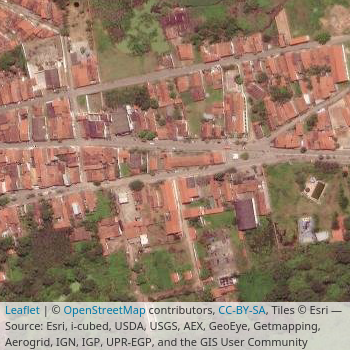 Leaflet | © OpenStreetMap contributors, CC-BY-SA, Tiles © Esri —
Source: Esri, i-cubed, USDA, USGS, AEX, GeoEye, Getmapping,
Aerogrid, IGN, IGP, UPR-EGP, and the GIS User Community